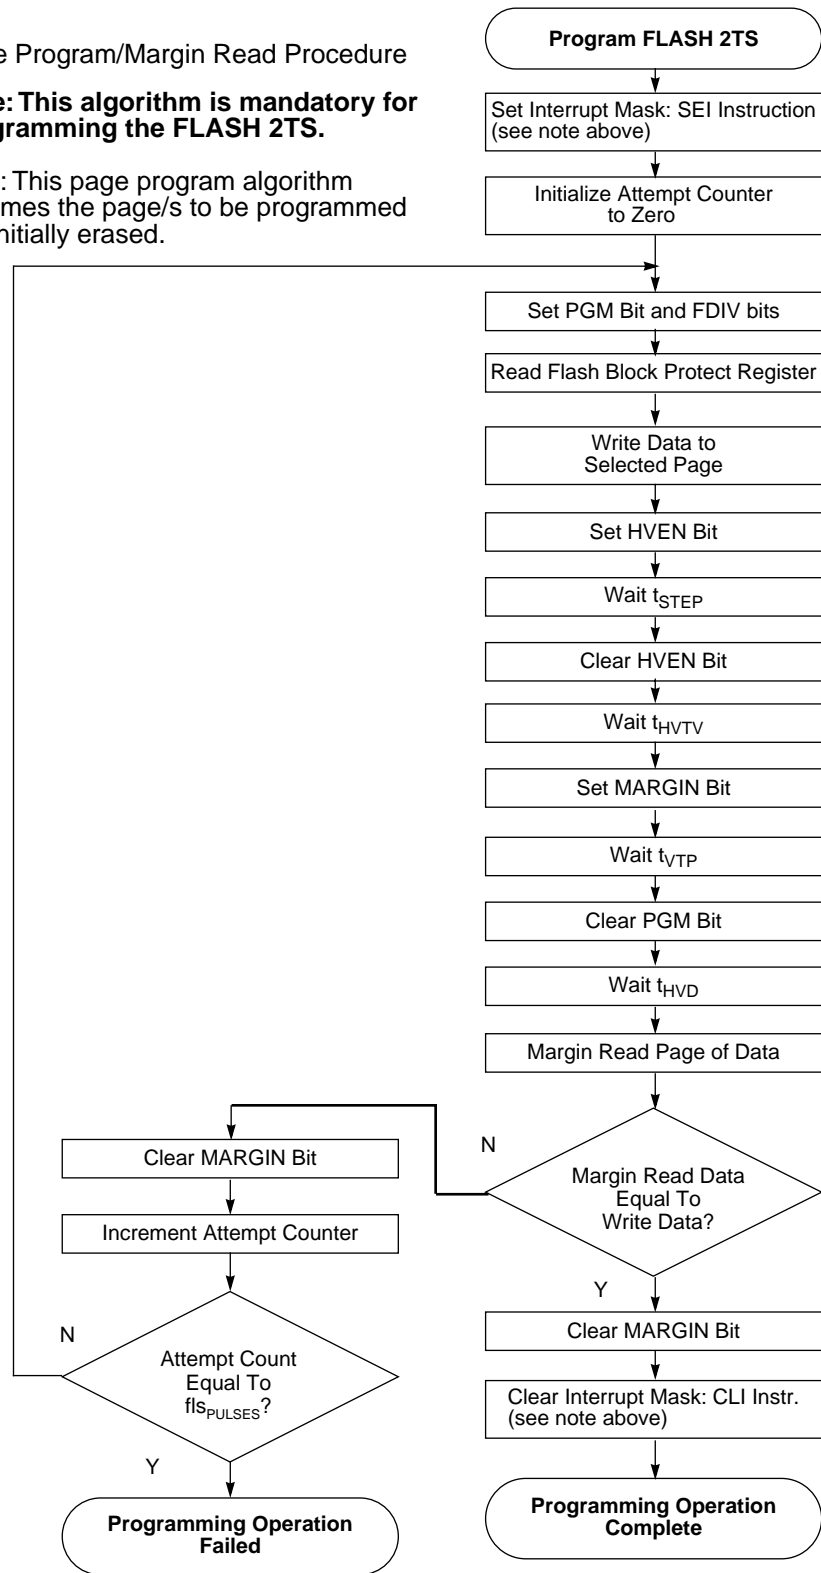 e Program/Margin Read Procedure
e: This algorithm is mandatory for
gramming the FLASH 2TS.
: This page program algorithm
mes the page/s to be programmed
nitially erased.
Program FLASH 2TS
Set Interrupt Mask: SEI Instruction
(see note above)
Initialize Attempt Counter
to Zero
Set PGM Bit and FDIV bits
Read Flash Block Protect Register
Write Data to
Selected Page
Set HVEN Bit
Wait tSTEP
Clear HVEN Bit
Wait tHVTV
Set MARGIN Bit
Wait tVTP
Clear PGM Bit
Wait tHVD
Margin Read Page of Data
N
Margin Read Data
Equal To
Write Data?
Y
Clear MARGIN Bit
Increment Attempt Counter
N
Attempt Count
Equal To
flsPULSES?
Y
Programming Operation
Failed
Clear MARGIN Bit
Clear Interrupt Mask: CLI Instr.
(see note above)
Programming Operation
Complete